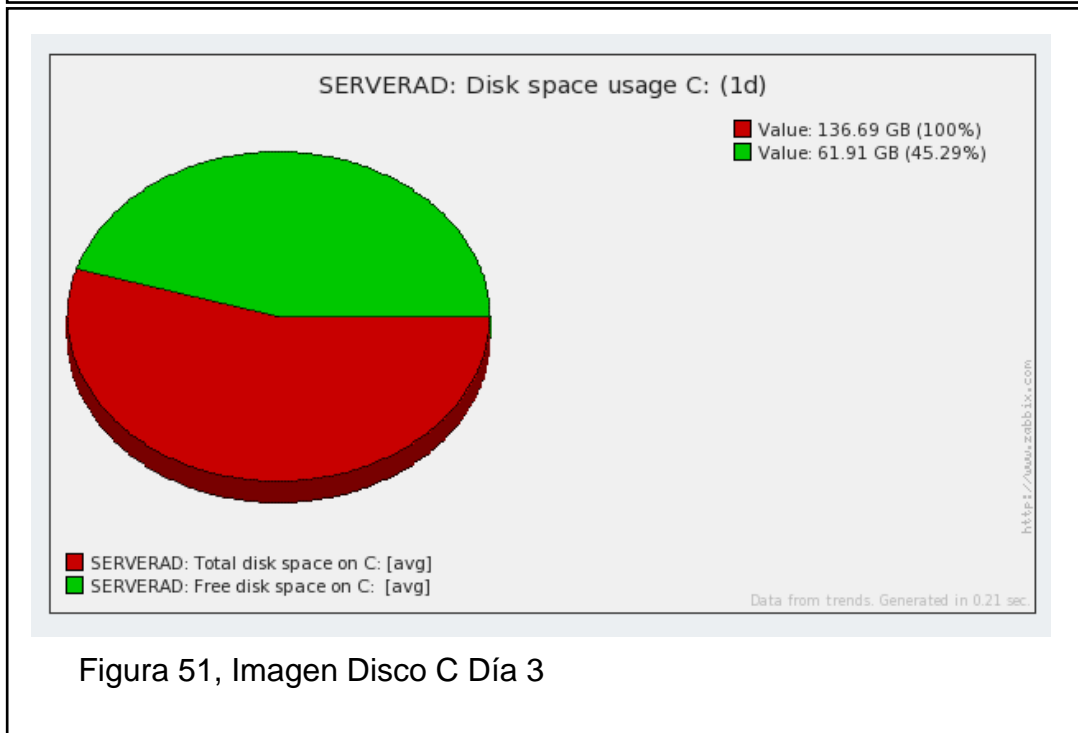 SERVERAD: Disk space usage C: (1d)
Value: 136.69 GB (100%)
Value: 61.91 GB (45.29%)
http://www.zabbix.com
SERVERAD: Total disk space on C: [avg]
SERVERAD: Free disk space on C: [avg]
Data from trends. Generated in 0.21 sec.
Figura 51, Imagen Disco C Día 3